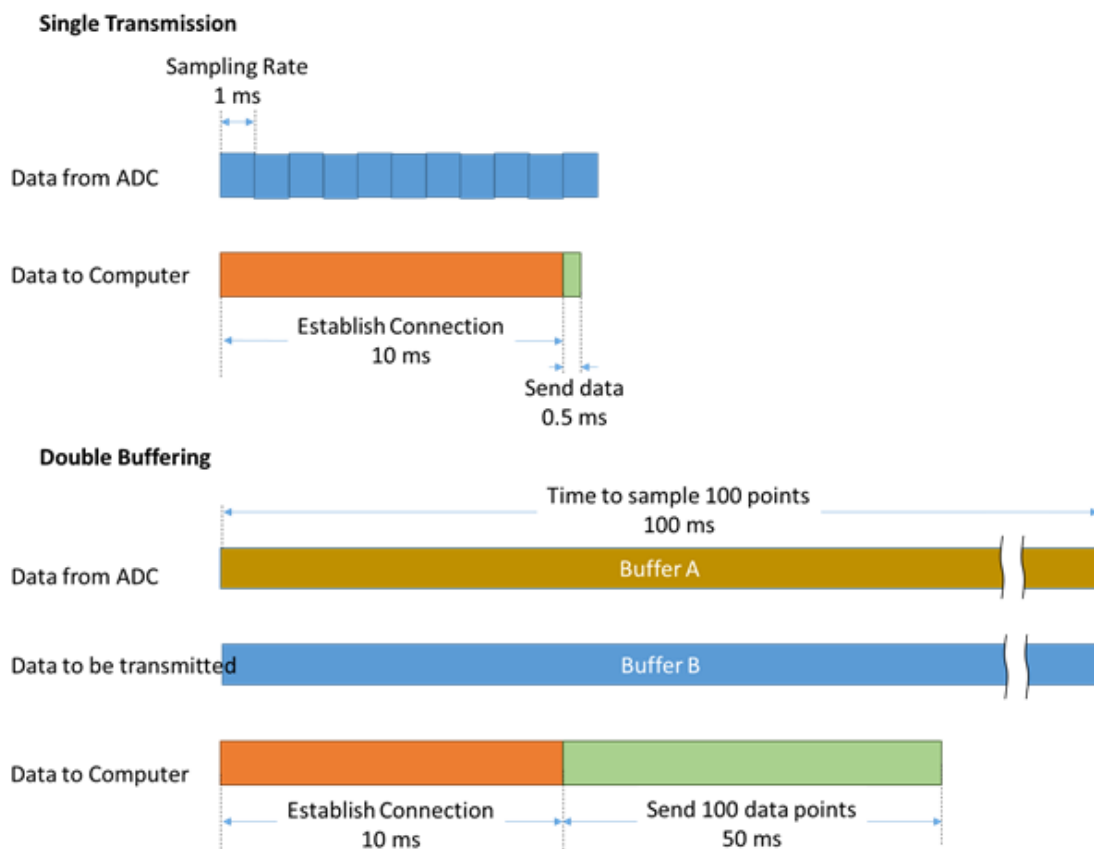 Single Transmission
Sampling Rate
1 ms
Data from ADC
Data to Computer
Establish Connection
10 ms
Send data
0.5 ms
Double Buffering
Time to sample 100 points
100 ms
Data from ADC
Buffer A
Data to be transmitted
Buffer B
Data to Computer
Establish Connection
10 ms
Send 100 data points
50 ms